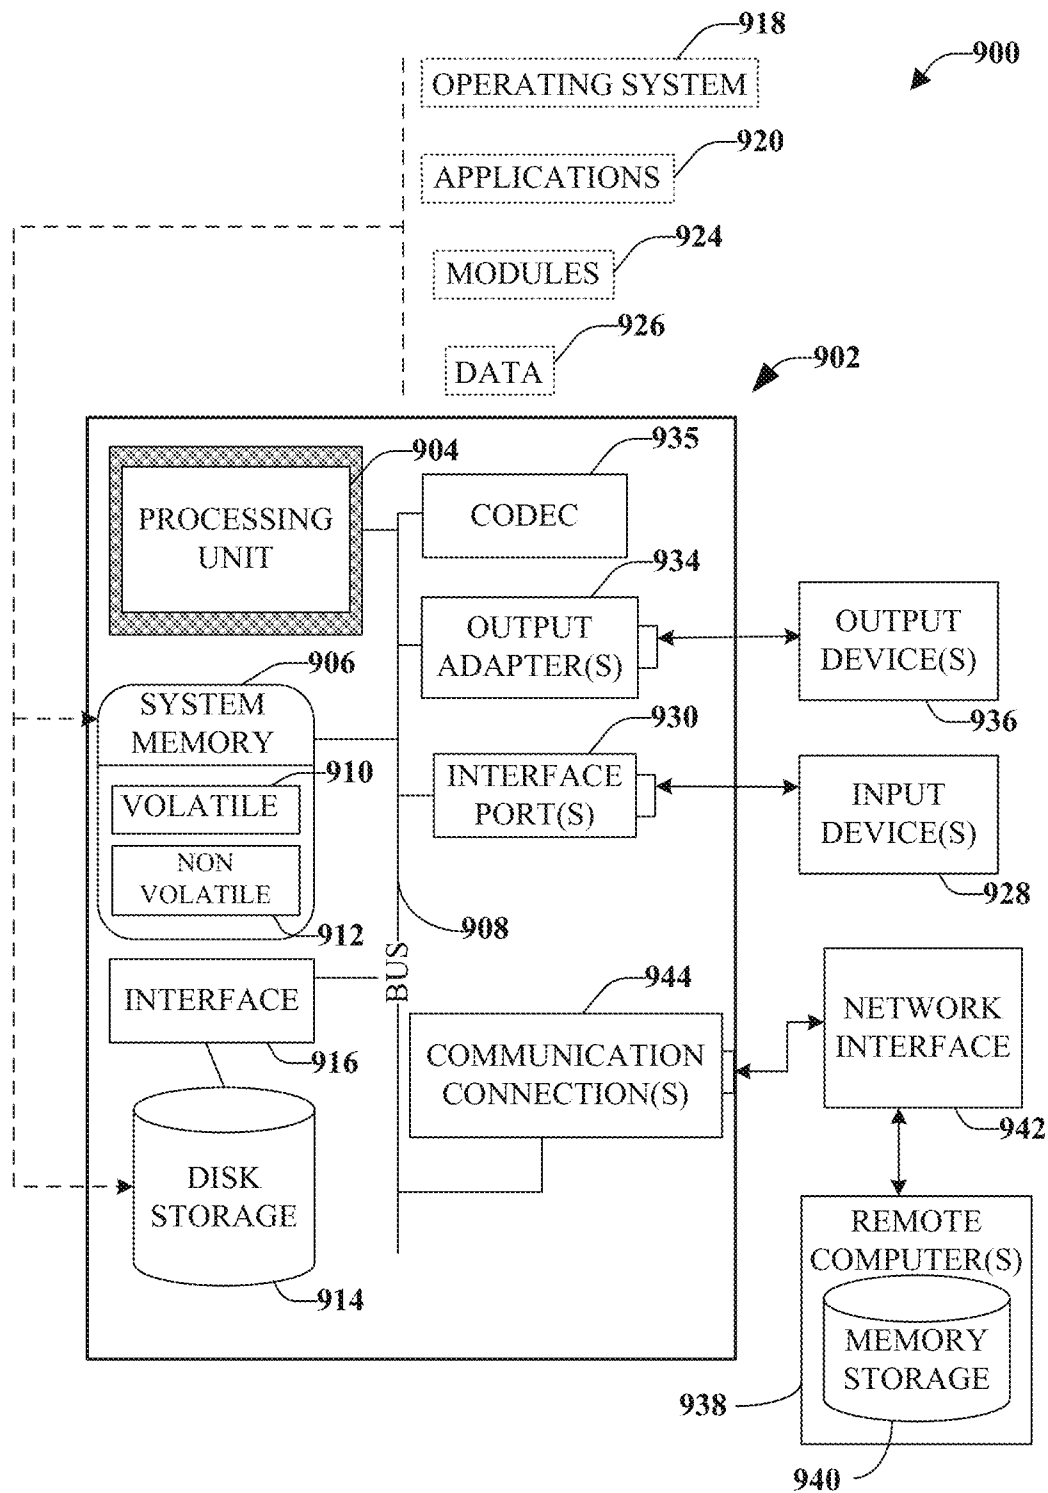 918
900
OPERATING SYSTEM
920
APPLICATIONS
924
MODULES
926
902
DATA
904
935
PROCESSING
UNIT
CODEC
934
OUTPUT
ADAPTER(S)
OUTPUT
DEVICE(S)
936
906
SYSTEM
MEMORY
930
910
INTERFACE
PORT(S)
INPUT
DEVICE(S)
928
VOLATILE
NON
VOLATILE
912
908
BUS
944
INTERFACE
916
COMMUNICATION
CONNECTION(S)
NETWORK
INTERFACE
942
DISK
STORAGE
914
REMOTE
COMPUTER(S)
MEMORY
STORAGE
938
940